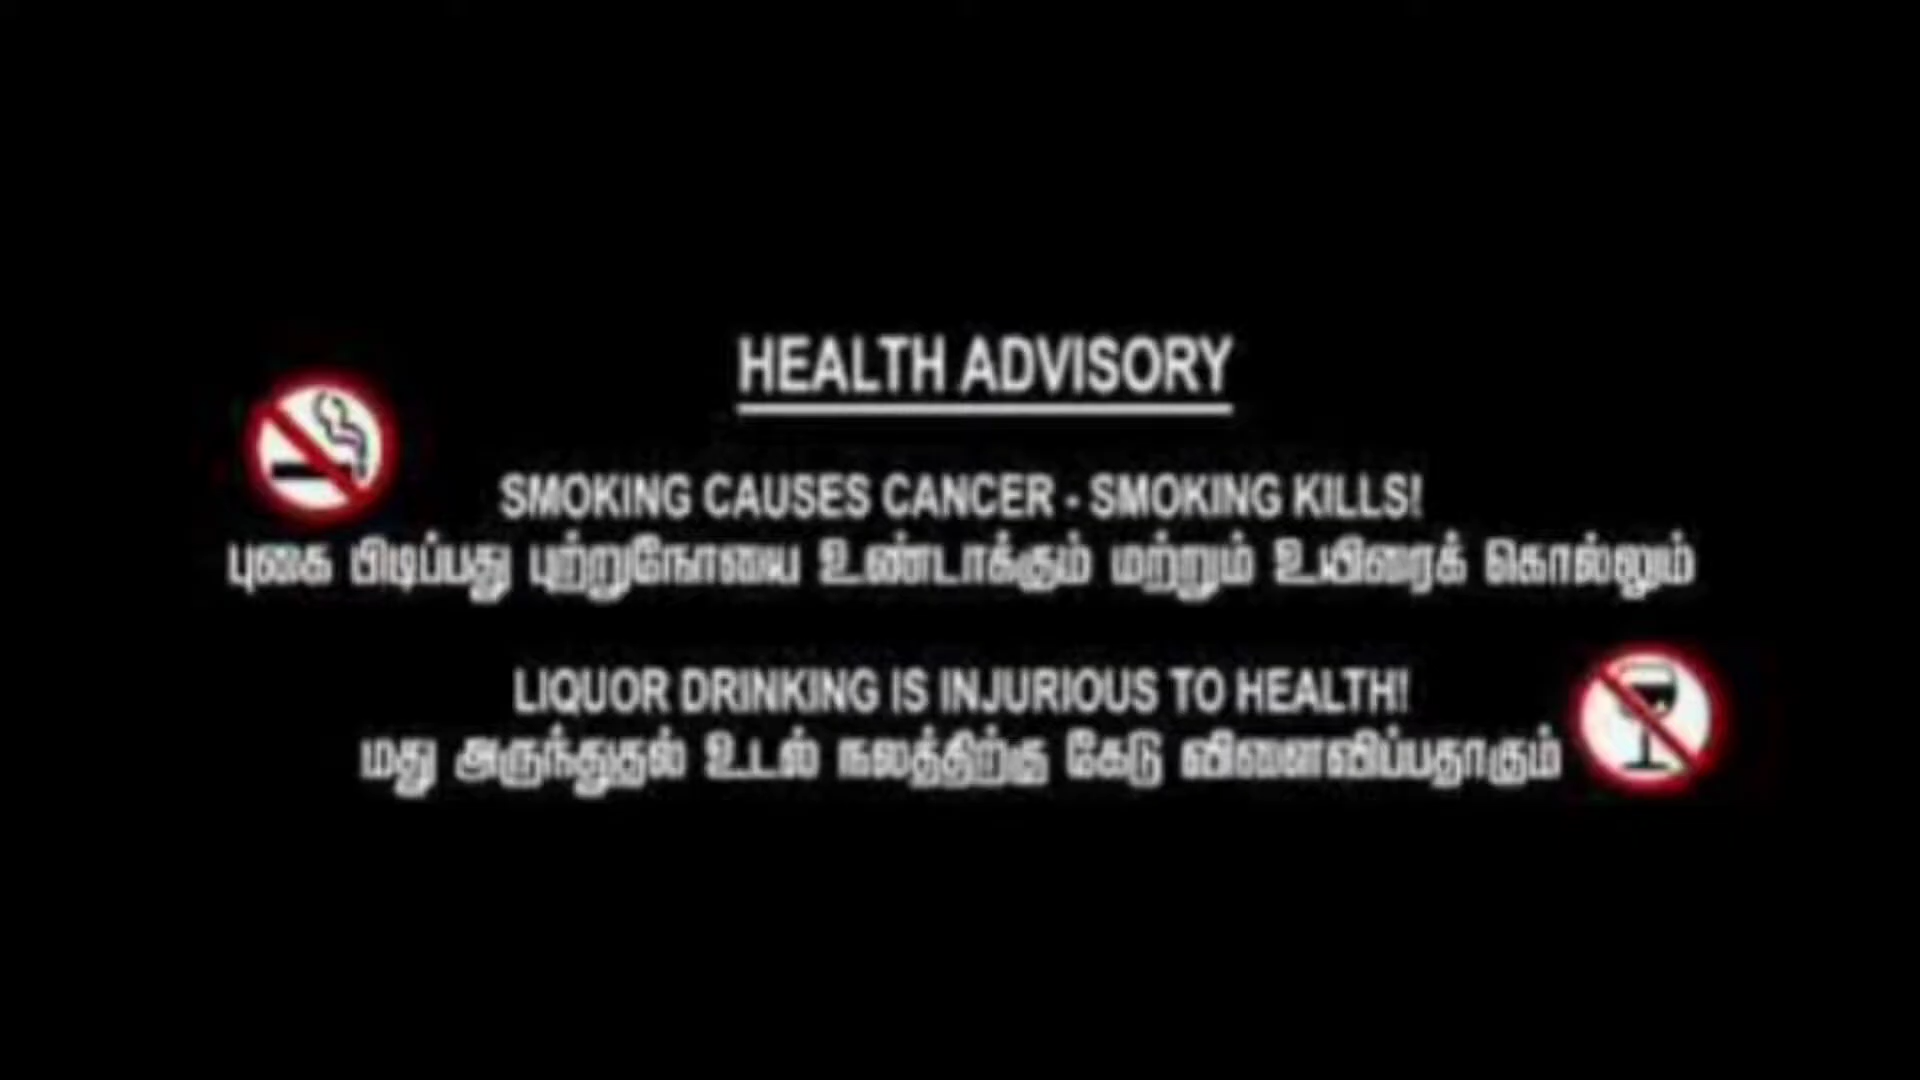 HEALTH ADVISORY
SMOKING CAUSES CANCER - SMOKING KILLS!
புகை பிடிப்பது புற்றுநோயை உண்டாக்கும் மற்றும் உயிரைக் கொல்லும்
LIQUOR DRINKING IS INJURIOUS TO HEALTH!
மது அருந்துதல் உடல் நலத்திற்கு கேடு விளைவிப்பதாகும்